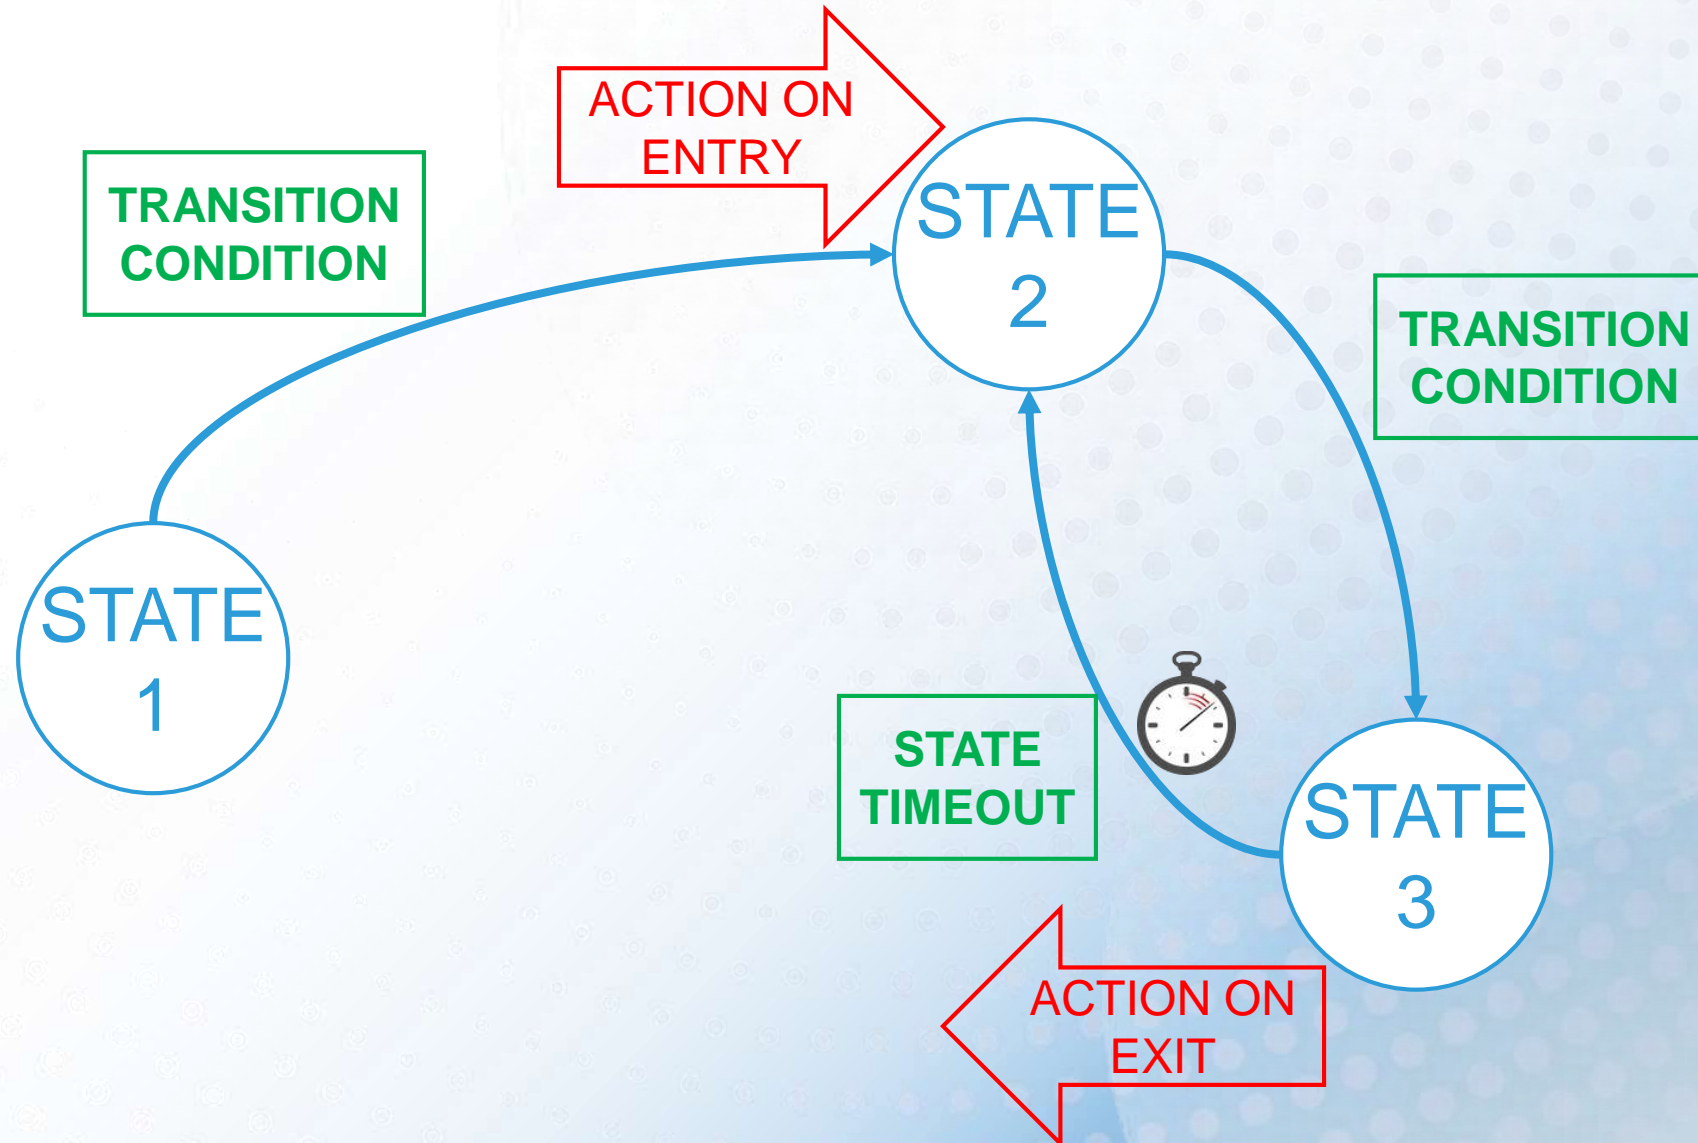 ACTION ON
ENTRY
TRANSITION
CONDITION
STATE
2
TRANSITION
CONDITION
STATE
1
STATE
TIMEOUT
STATE
3
ACTION ON
EXIT